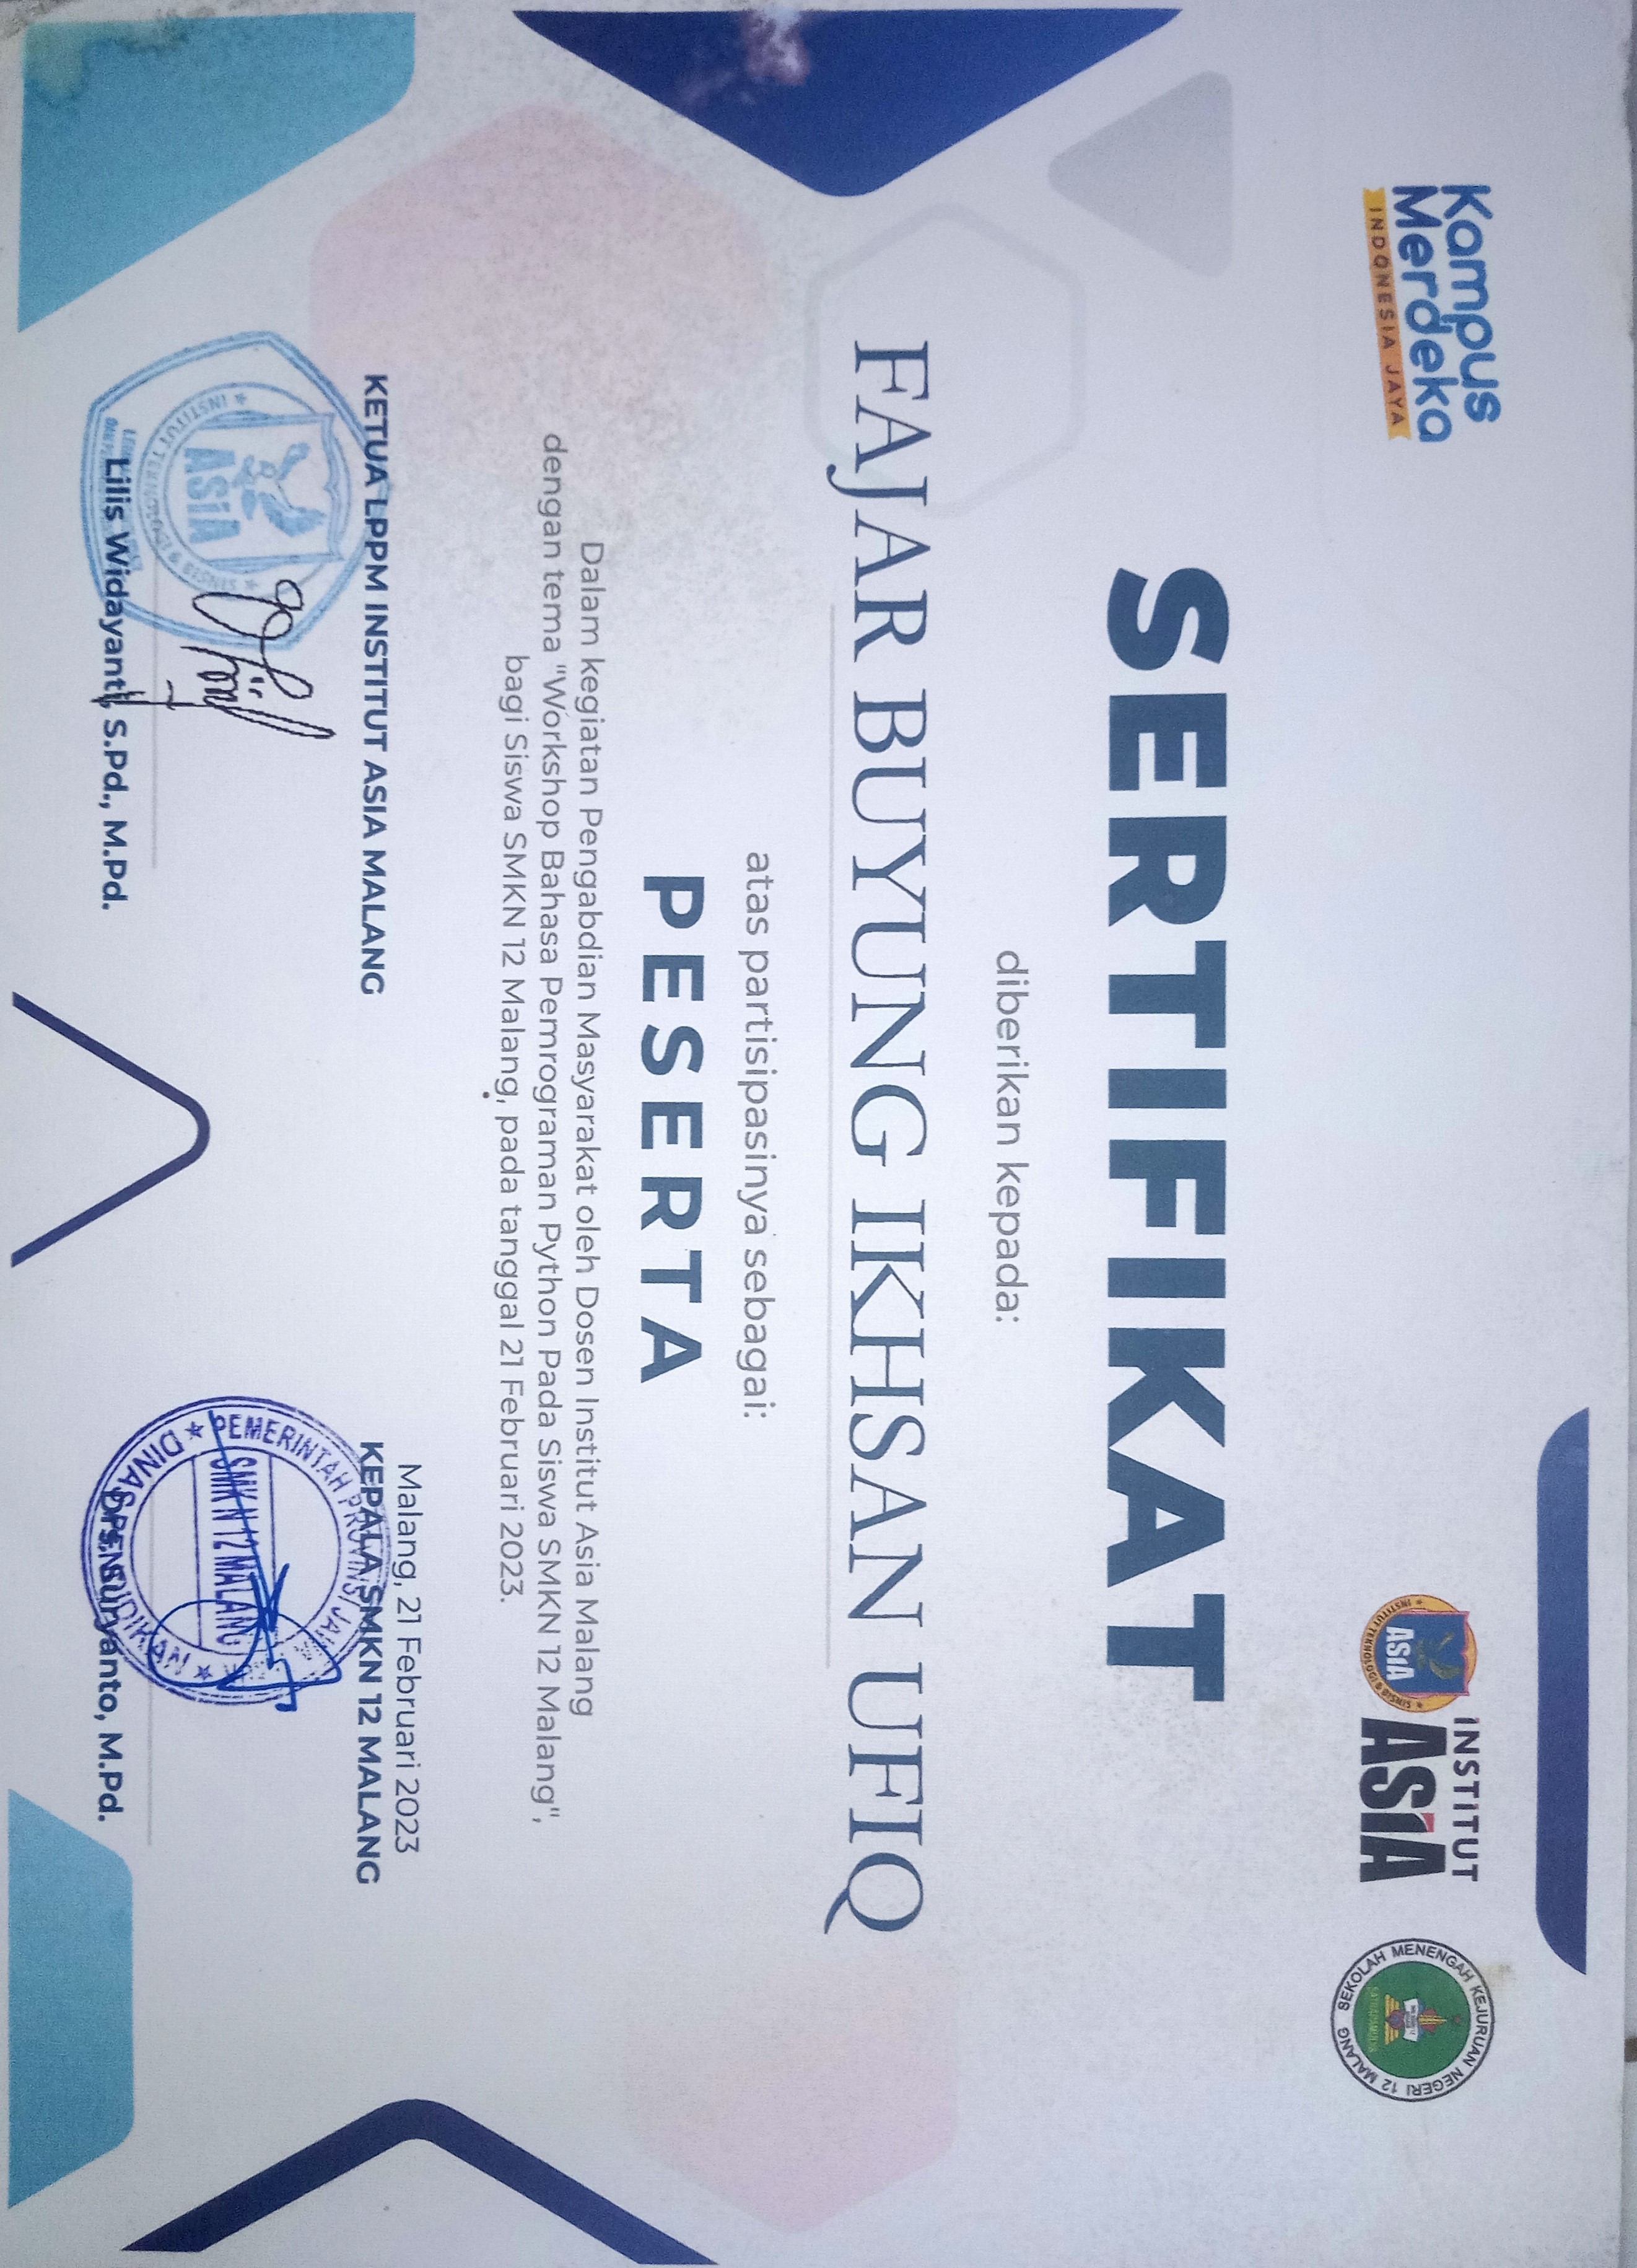 Kampus
Merdeka
INDONESIA JAYA
ASiA
INSTITUT TEKNOLOGI & BISNIS
INSTITUT
ASiA
SEKOLAH MENENGAH KEJURUAN NEGERI 12 MALANG
SERTIFIKAT
diberikan kepada:
FAJAR BUYUNG IKHSAN UFIQ
atas partisipasinya sebagai:
PESERTA
Dalam kegiatan Pengabdian Masyarakat oleh Dosen Institut Asia Malang
dengan tema "Workshop Bahasa Pemrograman Python Pada Siswa SMKN 12 Malang",
bagi Siswa SMKN 12 Malang, pada tanggal 21 Februari 2023.
Malang, 21 Februari 2023
KETUA LPPM INSTITUT ASIA MALANG
KEPALA SMKN 12 MALANG
ASiA
INSTITUT TEKNOLOGI & BISNIS
PEMERINTAH PROVINSI JAWA
SMK N 12 MALANG
DINAS PENDIDIKAN
Lilis Widayanti, S.Pd., M.Pd.
Drs. Suryanto, M.Pd.